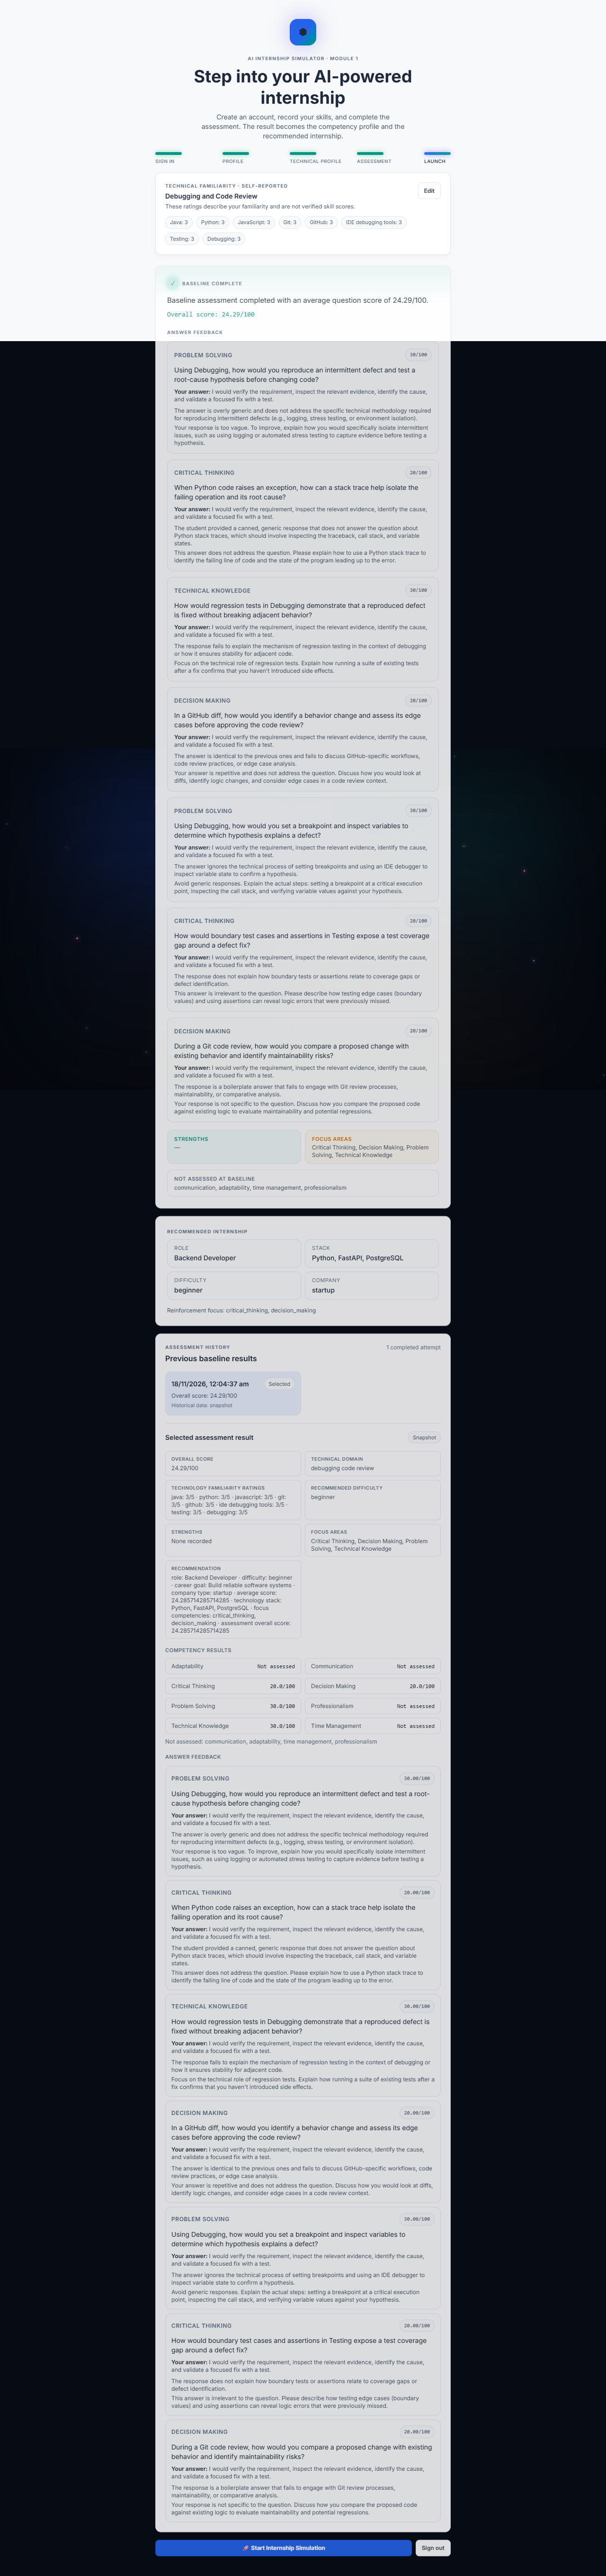 AI INTERNSHIP SIMULATOR · MODULE 1
Step into your AI-powered
internship
Create an account, record your skills, and complete the
assessment. The result becomes the competency profile and the
recommended internship.
SIGN IN
PROFILE
TECHNICAL PROFILE
ASSESSMENT
LAUNCH
TECHNICAL FAMILIARITY · SELF-REPORTED
Edit
Debugging and Code Review
These ratings describe your familiarity and are not verified skill scores.
Java: 3
Python: 3
JavaScript: 3
Git: 3
GitHub: 3
IDE debugging tools: 3
Testing: 3
Debugging: 3
✓ BASELINE COMPLETE
Baseline assessment completed with an average question score of 24.29/100.
Overall score: 24.29/100
ANSWER FEEDBACK
PROBLEM SOLVING
30/100
Using Debugging, how would you reproduce an intermittent defect and test a
root-cause hypothesis before changing code?
Your answer: I would verify the requirement, inspect the relevant evidence, identify the cause,
and validate a focused fix with a test.
The answer is overly generic and does not address the specific technical methodology required
for reproducing intermittent defects (e.g., logging, stress testing, or environment isolation).
Your response is too vague. To improve, explain how you would specifically isolate intermittent
issues, such as using logging or automated stress testing to capture evidence before testing a
hypothesis.
CRITICAL THINKING
20/100
When Python code raises an exception, how can a stack trace help isolate the
failing operation and its root cause?
Your answer: I would verify the requirement, inspect the relevant evidence, identify the cause,
and validate a focused fix with a test.
The student provided a canned, generic response that does not answer the question about
Python stack traces, which should involve inspecting the traceback, call stack, and variable
states.
This answer does not address the question. Please explain how to use a Python stack trace to
identify the failing line of code and the state of the program leading up to the error.
TECHNICAL KNOWLEDGE
30/100
How would regression tests in Debugging demonstrate that a reproduced defect
is fixed without breaking adjacent behavior?
Your answer: I would verify the requirement, inspect the relevant evidence, identify the cause,
and validate a focused fix with a test.
The response fails to explain the mechanism of regression testing in the context of debugging
or how it ensures stability for adjacent code.
Focus on the technical role of regression tests. Explain how running a suite of existing tests
after a fix confirms that you haven't introduced side effects.
DECISION MAKING
20/100
In a GitHub diff, how would you identify a behavior change and assess its edge
cases before approving the code review?
Your answer: I would verify the requirement, inspect the relevant evidence, identify the cause,
and validate a focused fix with a test.
The answer is identical to the previous ones and fails to discuss GitHub-specific workflows,
code review practices, or edge case analysis.
Your answer is repetitive and does not address the question. Discuss how you would look at
diffs, identify logic changes, and consider edge cases in a code review context.
PROBLEM SOLVING
30/100
Using Debugging, how would you set a breakpoint and inspect variables to
determine which hypothesis explains a defect?
Your answer: I would verify the requirement, inspect the relevant evidence, identify the cause,
and validate a focused fix with a test.
The answer ignores the technical process of setting breakpoints and using an IDE debugger to
inspect variable state to confirm a hypothesis.
Avoid generic responses. Explain the actual steps: setting a breakpoint at a critical execution
point, inspecting the call stack, and verifying variable values against your hypothesis.
CRITICAL THINKING
20/100
How would boundary test cases and assertions in Testing expose a test coverage
gap around a defect fix?
Your answer: I would verify the requirement, inspect the relevant evidence, identify the cause,
and validate a focused fix with a test.
The response does not explain how boundary tests or assertions relate to coverage gaps or
defect identification.
This answer is irrelevant to the question. Please describe how testing edge cases (boundary
values) and using assertions can reveal logic errors that were previously missed.
DECISION MAKING
20/100
During a Git code review, how would you compare a proposed change with
existing behavior and identify maintainability risks?
Your answer: I would verify the requirement, inspect the relevant evidence, identify the cause,
and validate a focused fix with a test.
The response is a boilerplate answer that fails to engage with Git review processes,
maintainability, or comparative analysis.
Your response is not specific to the question. Discuss how you compare the proposed code
against existing logic to evaluate maintainability and potential regressions.
STRENGTHS
—
FOCUS AREAS
Critical Thinking, Decision Making, Problem
Solving, Technical Knowledge
NOT ASSESSED AT BASELINE
communication, adaptability, time management, professionalism
RECOMMENDED INTERNSHIP
ROLE
Backend Developer
STACK
Python, FastAPI, PostgreSQL
DIFFICULTY
beginner
COMPANY
startup
Reinforcement focus: critical_thinking, decision_making
ASSESSMENT HISTORY
1 completed attempt
Previous baseline results
18/11/2026, 12:04:37 am
Selected
Overall score: 24.29/100
Historical data: snapshot
Selected assessment result
Snapshot
OVERALL SCORE
24.29/100
TECHNICAL DOMAIN
debugging code review
TECHNOLOGY FAMILIARITY RATINGS
java: 3/5 · python: 3/5 · javascript: 3/5 · git:
3/5 · github: 3/5 · ide debugging tools: 3/5 ·
testing: 3/5 · debugging: 3/5
RECOMMENDED DIFFICULTY
beginner
STRENGTHS
None recorded
FOCUS AREAS
Critical Thinking, Decision Making, Problem
Solving, Technical Knowledge
RECOMMENDATION
role: Backend Developer · difficulty: beginner
· career goal: Build reliable software systems ·
company type: startup · average score:
24.285714285714285 · technology stack:
Python, FastAPI, PostgreSQL · focus
competencies: critical_thinking,
decision_making · assessment overall score:
24.285714285714285
COMPETENCY RESULTS
Adaptability
Not assessed
Communication
Not assessed
Critical Thinking
20.0/100
Decision Making
20.0/100
Problem Solving
30.0/100
Professionalism
Not assessed
Technical Knowledge
30.0/100
Time Management
Not assessed
Not assessed: communication, adaptability, time management, professionalism
ANSWER FEEDBACK
PROBLEM SOLVING
30.00/100
Using Debugging, how would you reproduce an intermittent defect and test a root-
cause hypothesis before changing code?
Your answer: I would verify the requirement, inspect the relevant evidence, identify the cause,
and validate a focused fix with a test.
The answer is overly generic and does not address the specific technical methodology required
for reproducing intermittent defects (e.g., logging, stress testing, or environment isolation).
Your response is too vague. To improve, explain how you would specifically isolate intermittent
issues, such as using logging or automated stress testing to capture evidence before testing a
hypothesis.
CRITICAL THINKING
20.00/100
When Python code raises an exception, how can a stack trace help isolate the
failing operation and its root cause?
Your answer: I would verify the requirement, inspect the relevant evidence, identify the cause,
and validate a focused fix with a test.
The student provided a canned, generic response that does not answer the question about
Python stack traces, which should involve inspecting the traceback, call stack, and variable
states.
This answer does not address the question. Please explain how to use a Python stack trace to
identify the failing line of code and the state of the program leading up to the error.
TECHNICAL KNOWLEDGE
30.00/100
How would regression tests in Debugging demonstrate that a reproduced defect is
fixed without breaking adjacent behavior?
Your answer: I would verify the requirement, inspect the relevant evidence, identify the cause,
and validate a focused fix with a test.
The response fails to explain the mechanism of regression testing in the context of debugging or
how it ensures stability for adjacent code.
Focus on the technical role of regression tests. Explain how running a suite of existing tests after a
fix confirms that you haven't introduced side effects.
DECISION MAKING
20.00/100
In a GitHub diff, how would you identify a behavior change and assess its edge
cases before approving the code review?
Your answer: I would verify the requirement, inspect the relevant evidence, identify the cause,
and validate a focused fix with a test.
The answer is identical to the previous ones and fails to discuss GitHub-specific workflows, code
review practices, or edge case analysis.
Your answer is repetitive and does not address the question. Discuss how you would look at diffs,
identify logic changes, and consider edge cases in a code review context.
PROBLEM SOLVING
30.00/100
Using Debugging, how would you set a breakpoint and inspect variables to
determine which hypothesis explains a defect?
Your answer: I would verify the requirement, inspect the relevant evidence, identify the cause,
and validate a focused fix with a test.
The answer ignores the technical process of setting breakpoints and using an IDE debugger to
inspect variable state to confirm a hypothesis.
Avoid generic responses. Explain the actual steps: setting a breakpoint at a critical execution
point, inspecting the call stack, and verifying variable values against your hypothesis.
CRITICAL THINKING
20.00/100
How would boundary test cases and assertions in Testing expose a test coverage
gap around a defect fix?
Your answer: I would verify the requirement, inspect the relevant evidence, identify the cause,
and validate a focused fix with a test.
The response does not explain how boundary tests or assertions relate to coverage gaps or
defect identification.
This answer is irrelevant to the question. Please describe how testing edge cases (boundary
values) and using assertions can reveal logic errors that were previously missed.
DECISION MAKING
20.00/100
During a Git code review, how would you compare a proposed change with existing
behavior and identify maintainability risks?
Your answer: I would verify the requirement, inspect the relevant evidence, identify the cause,
and validate a focused fix with a test.
The response is a boilerplate answer that fails to engage with Git review processes,
maintainability, or comparative analysis.
Your response is not specific to the question. Discuss how you compare the proposed code
against existing logic to evaluate maintainability and potential regressions.
🚀 Start Internship Simulation
Sign out